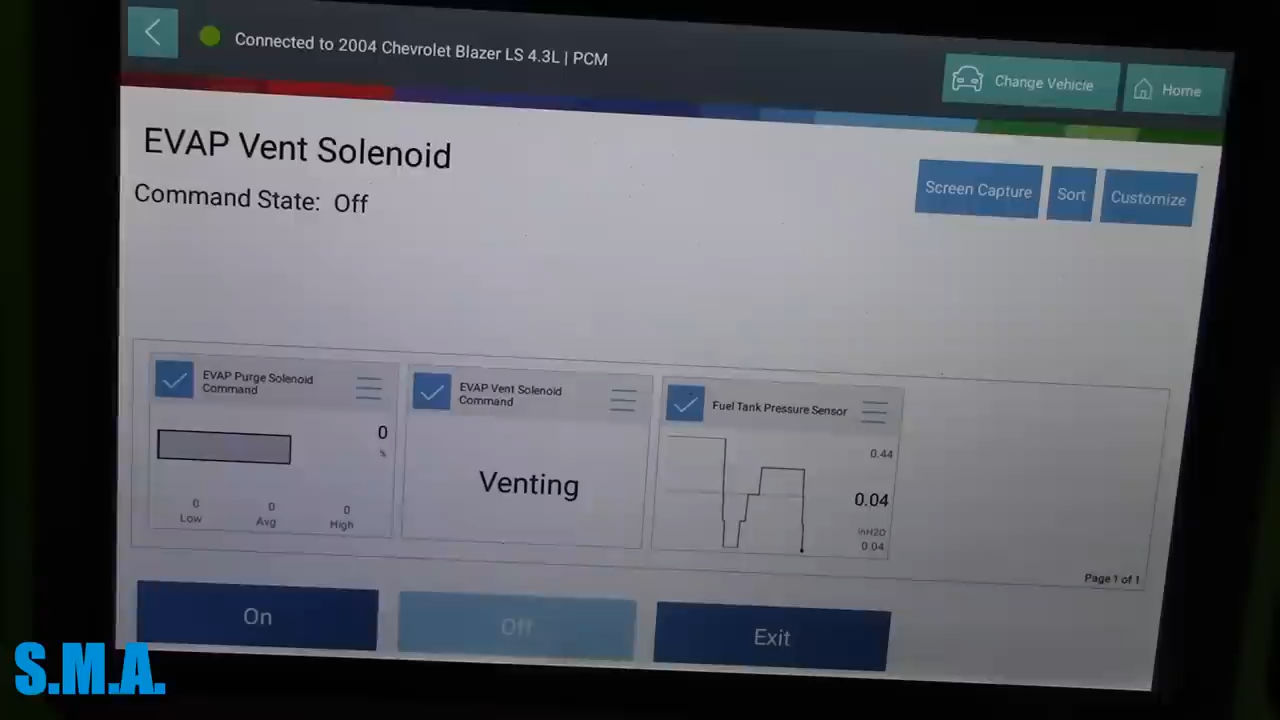 Connected to 2004 Chevrolet Blazer LS 4.3L | PCM
Change Vehicle
Home
EVAP Vent Solenoid
Command State: Off
Screen Capture
Sort
Customize
EVAP Purge Solenoid
Command
0
%
0
Low
0
Avg
0
High
EVAP Vent Solenoid
Command
Venting
Fuel Tank Pressure Sensor
0.44
0.04
inH2O
0.04
Page 1 of 1
On
Off
Exit
S.M.A.